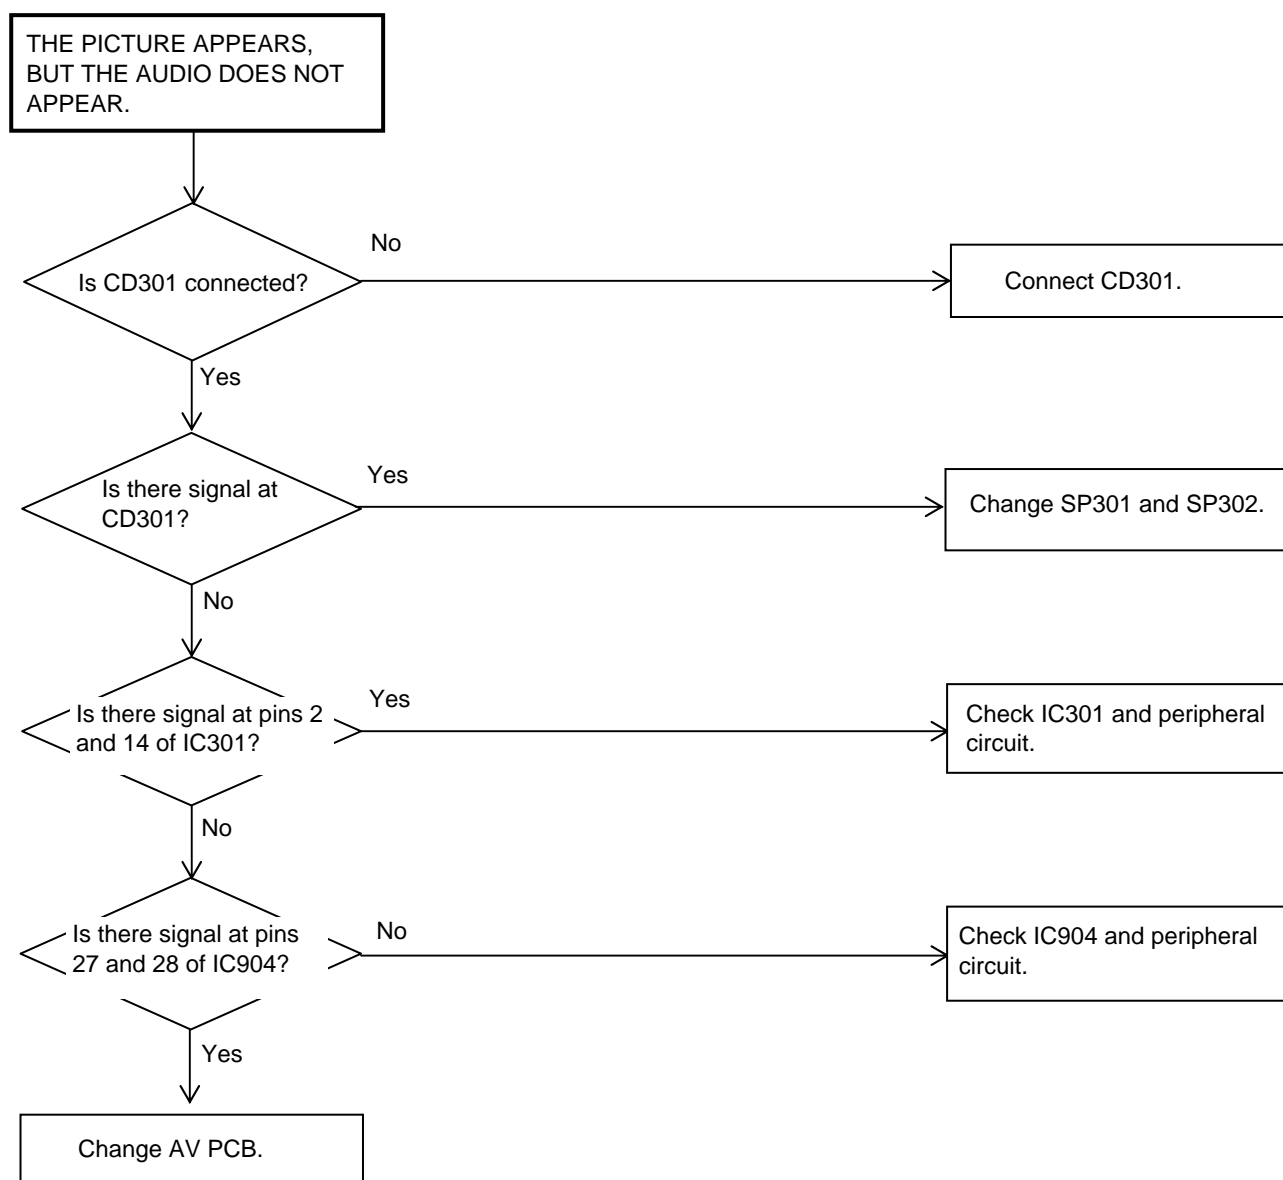 THE PICTURE APPEARS,
BUT THE AUDIO DOES NOT
APPEAR.
No
Is CD301 connected?
Connect CD301.
Yes
Is there signal at
CD301?
Yes
Change SP301 and SP302.
No
Is there signal at pins 2
and 14 of IC301?
Yes
Check IC301 and peripheral
circuit.
No
Is there signal at pins
27 and 28 of IC904?
No
Check IC904 and peripheral
circuit.
Yes
Change AV PCB.